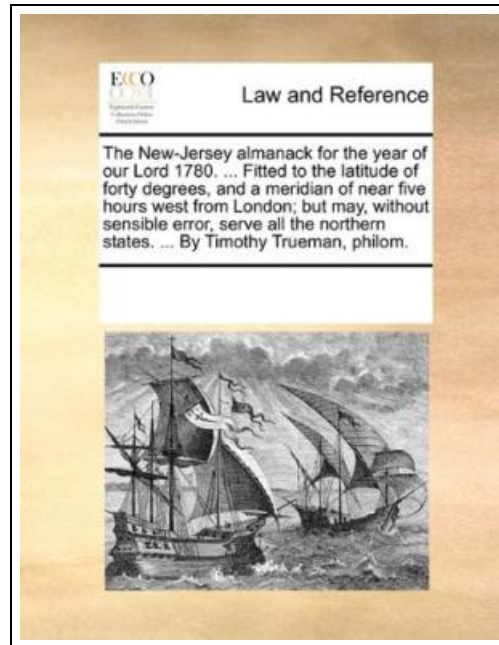 ECCO
Law and Reference
The New-Jersey almanack for the year of
our Lord 1780. ... Fitted to the latitude of
forty degrees, and a meridian of near five
hours west from London; but may, without
sensible error, serve all the northern
states. ... By Timothy Trueman, philom.